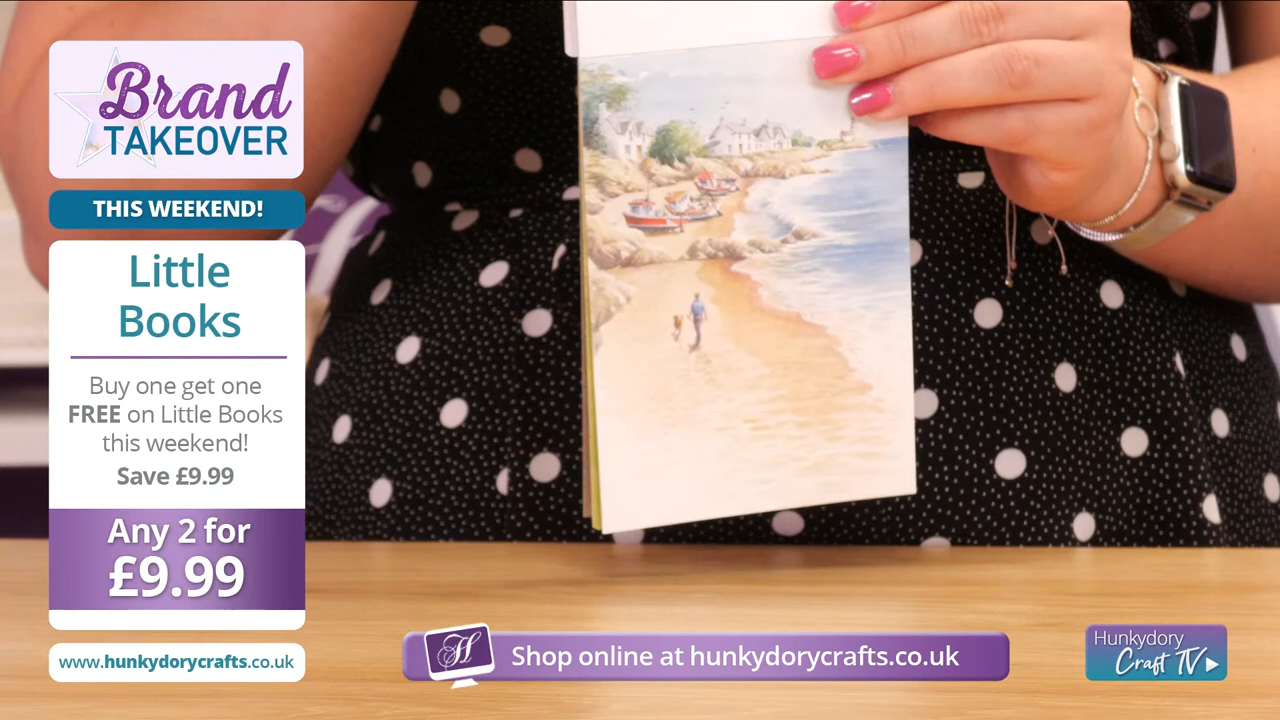 Brand
TAKEOVER
THIS WEEKEND!
Little
Books
Buy one get one
FREE on Little Books
this weekend!
Save £9.99
Any 2 for
£9.99
www.hunkydorycrafts.co.uk
H
Shop online at hunkydorycrafts.co.uk
Hunkydory
Craft TV